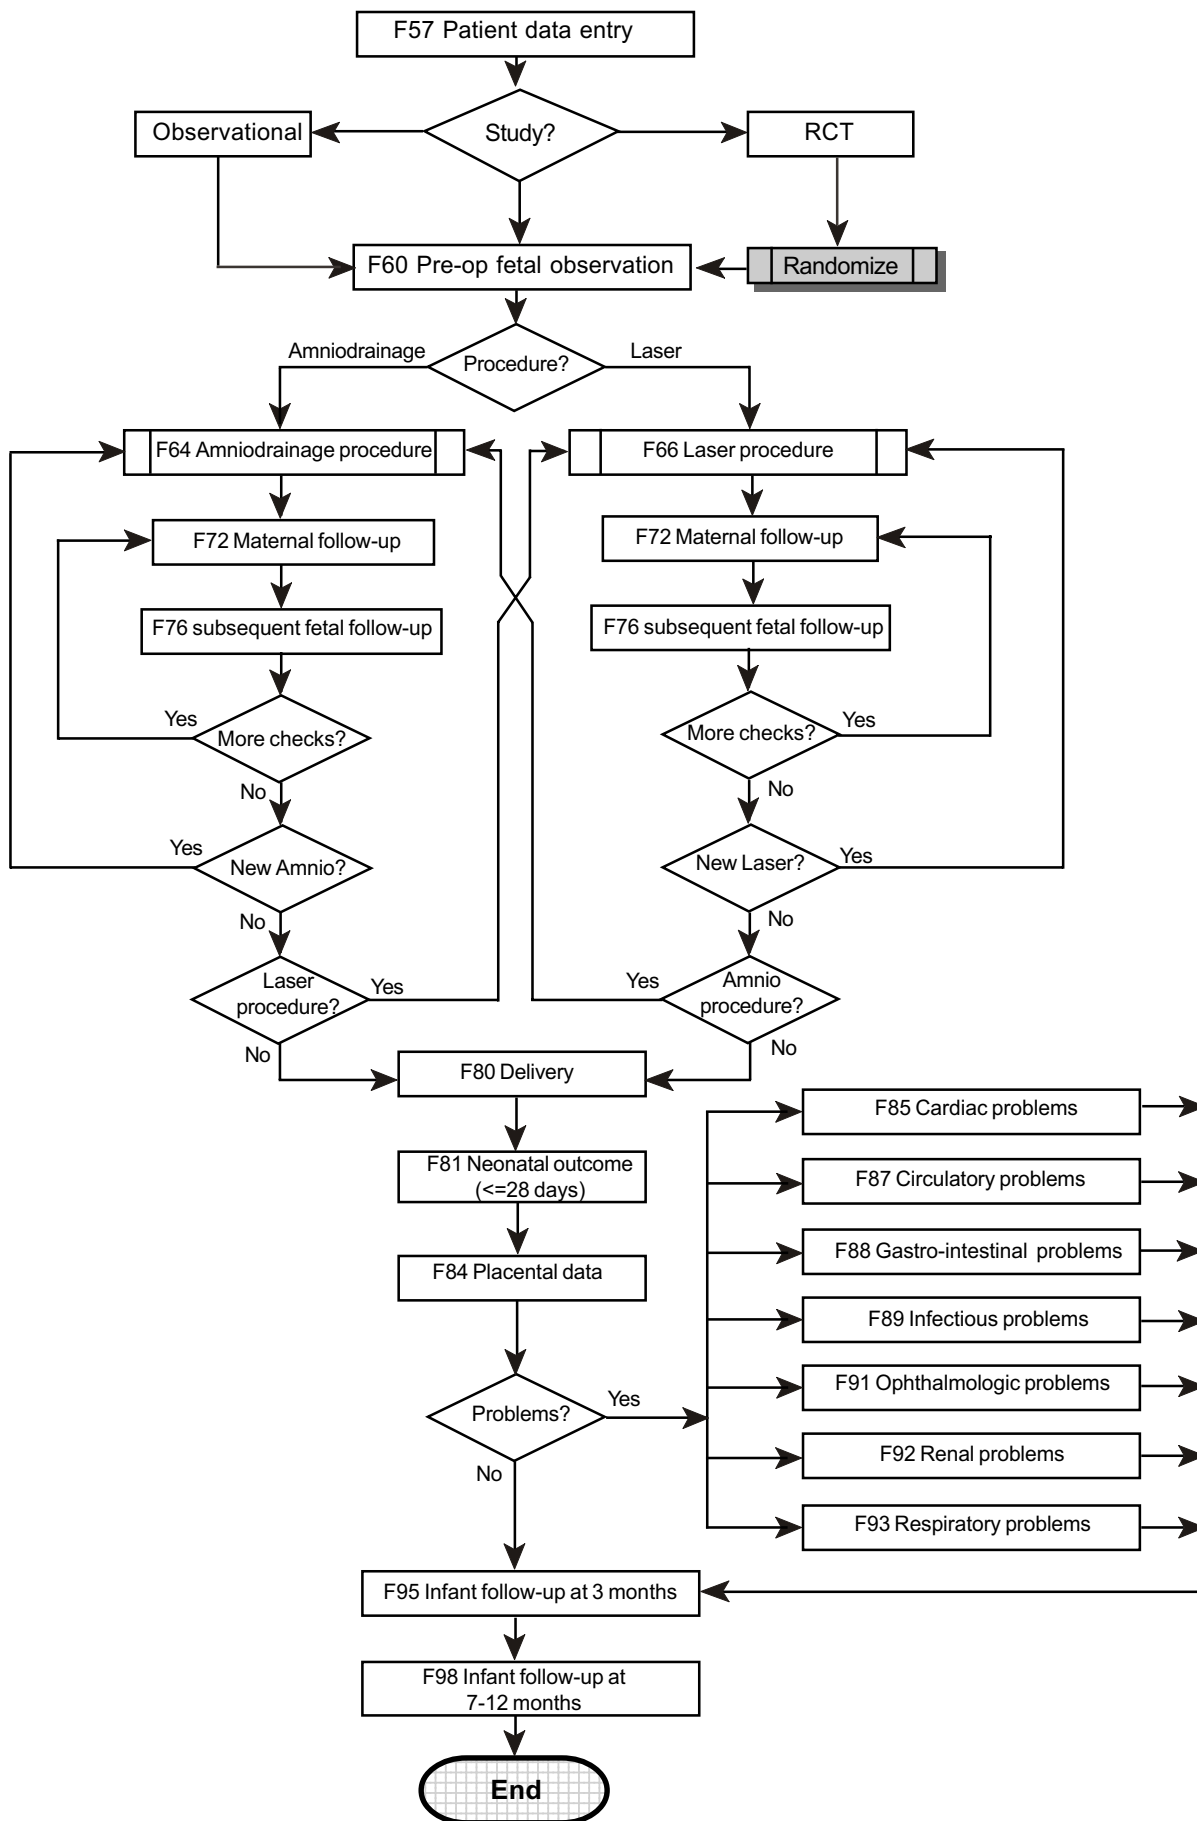 F57 Patient data entry
Observational
Study?
RCT
F60 Pre-op fetal observation
Randomize
Amniodrainage
Procedure?
Laser
F64 Amniodrainage procedure
F66 Laser procedure
F72 Maternal follow-up
F72 Maternal follow-up
F76 subsequent fetal follow-up
F76 subsequent fetal follow-up
Yes
More checks?
More checks?
Yes
No
No
Yes
New Amnio?
New Laser?
Yes
No
No
Laser
procedure?
Yes
Yes
Amnio
procedure?
No
No
F80 Delivery
F85 Cardiac problems
F81 Neonatal outcome
(<=28 days)
F87 Circulatory problems
F88 Gastro-intestinal problems
F84 Placental data
F89 Infectious problems
F91 Ophthalmologic problems
Problems?
Yes
F92 Renal problems
No
F93 Respiratory problems
F95 Infant follow-up at 3 months
F98 Infant follow-up at
7-12 months
End